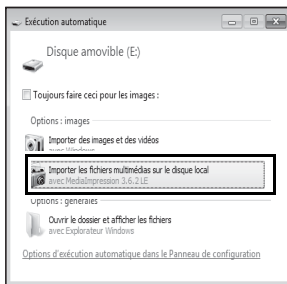 Exécution automatique
Disque amovible (E:)
Toujours faire ceci pour les images :
Options : images
Importer des images et des vidéos
avec Windows
Importer les fichiers multimédias sur le disque local
avec MediaImpression 3.6.2 LE
Options : générales
Ouvrir le dossier et afficher les fichiers
avec Explorateur Windows
Options d'exécution automatique dans le Panneau de configuration